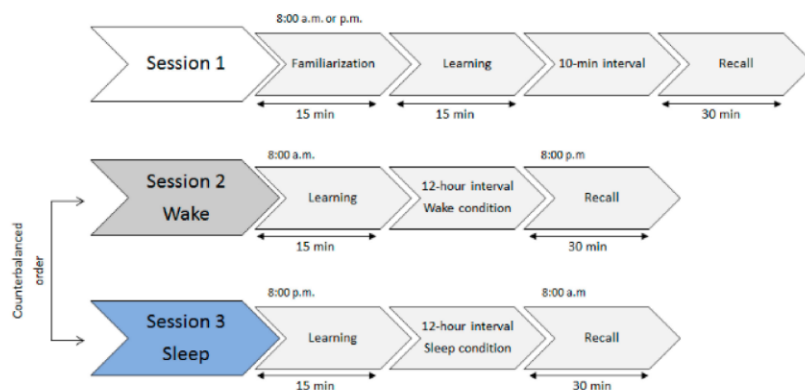 8:00 a.m. or p.m.
Session 1
Familiarization
Learning
10-min interval
Recall
15 min
15 min
30 min
8:00 a.m.
8:00 p.m
Session 2
Wake
Learning
12-hour interval
Wake condition
Recall
15 min
30 min
Counterbalanced
order
8:00 p.m.
8:00 a.m
Session 3
Sleep
Learning
12-hour interval
Sleep condition
Recall
15 min
30 min